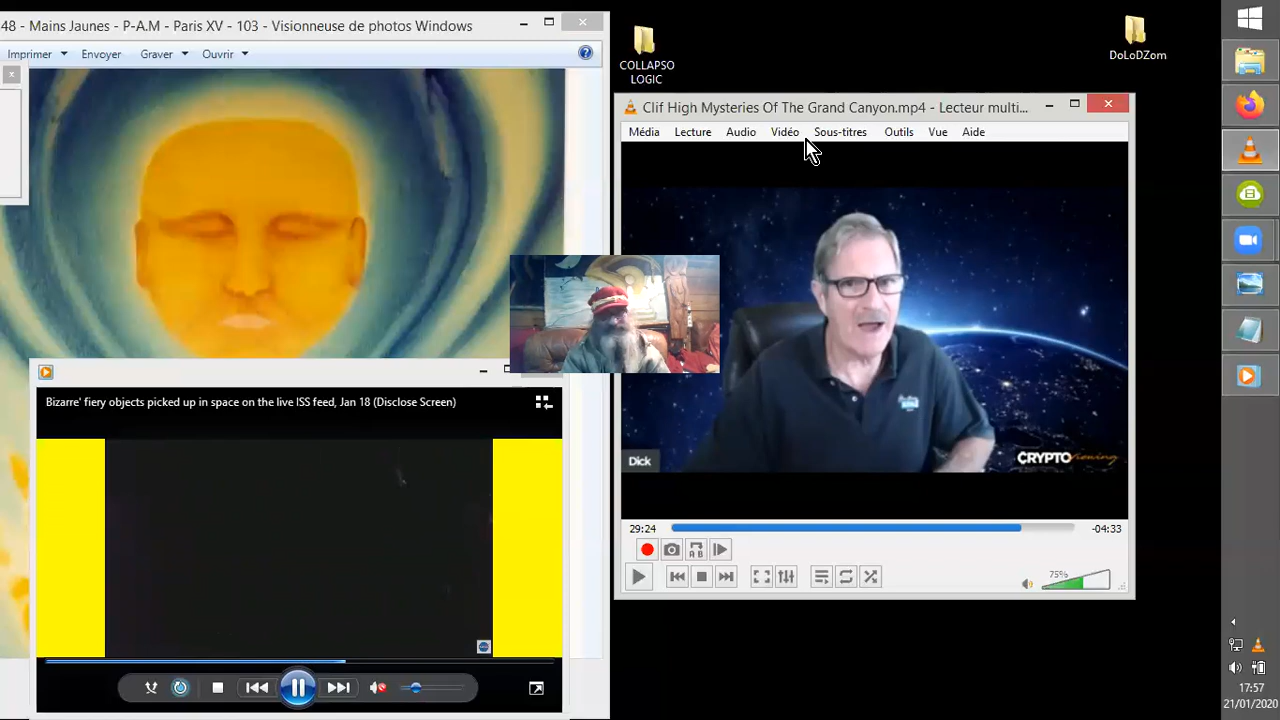 48 - Mains Jaunes - P-A.M - Paris XV - 103 - Visionneuse de photos Windows
Imprimer Envoyer Graver Ouvrir
COLLAPSO
LOGIC
DoLoDZom
Clif High Mysteries Of The Grand Canyon.mp4 - Lecteur multi...
Média Lecture Audio Vidéo Sous-titres Outils Vue Aide
Dick
CRYPTO viewing
29:24
-04:33
A B
75%
Bizarre' fiery objects picked up in space on the live ISS feed, Jan 18 (Disclose Screen)
17:57
21/01/2020